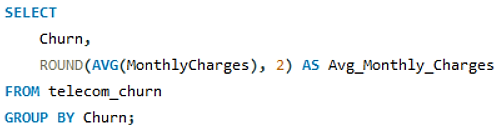 SELECT
    Churn,
    ROUND(AVG(MonthlyCharges), 2) AS Avg_Monthly_Charges
FROM telecom_churn
GROUP BY Churn;